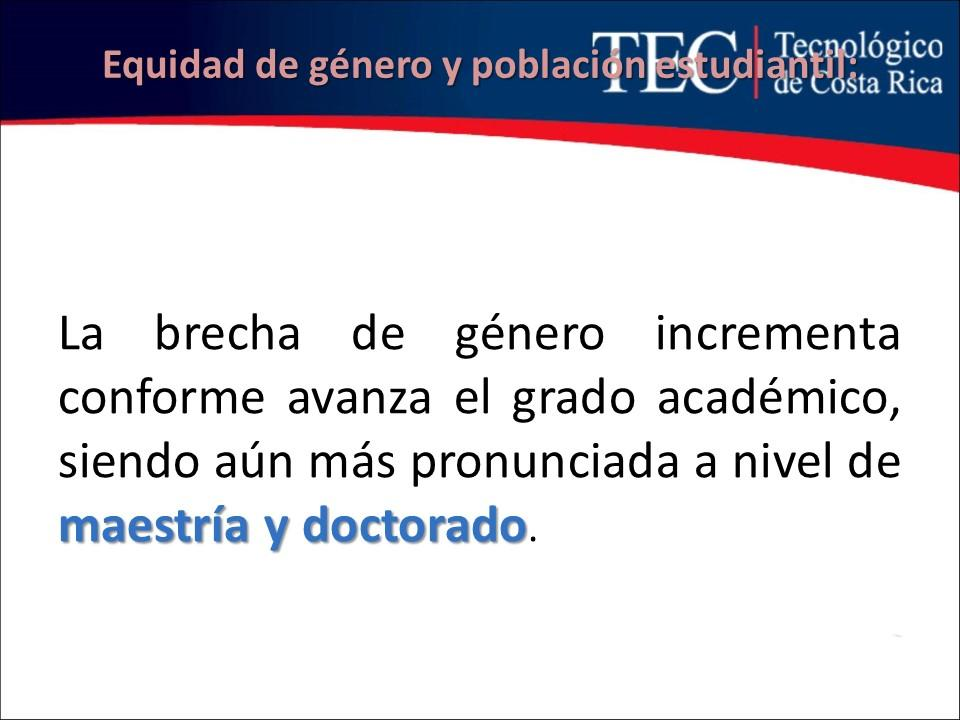 Equidad de género y población estudiantil:
TEC
Tecnológico
de Costa Rica
La brecha de género incrementa
conforme avanza el grado académico,
siendo aún más pronunciada a nivel de
maestría y doctorado.